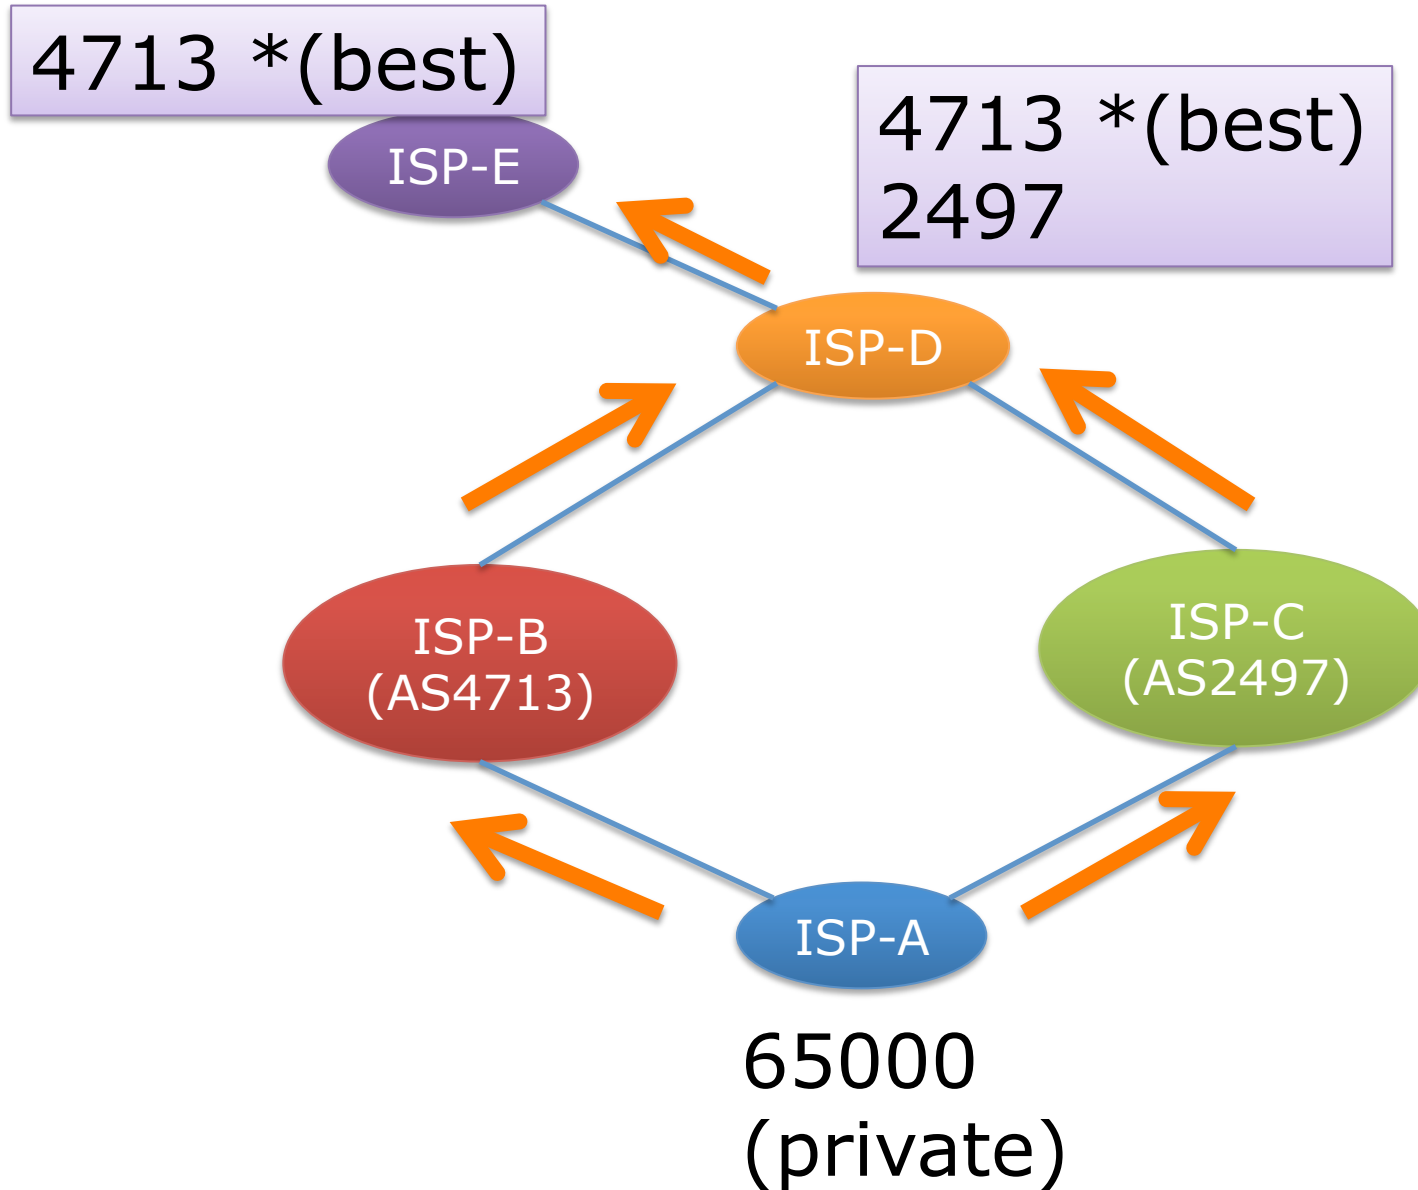 4713 *(best)
4713 *(best)
2497
ISP-E
ISP-D
ISP-B
(AS4713)
ISP-C
(AS2497)
ISP-A
65000
(private)